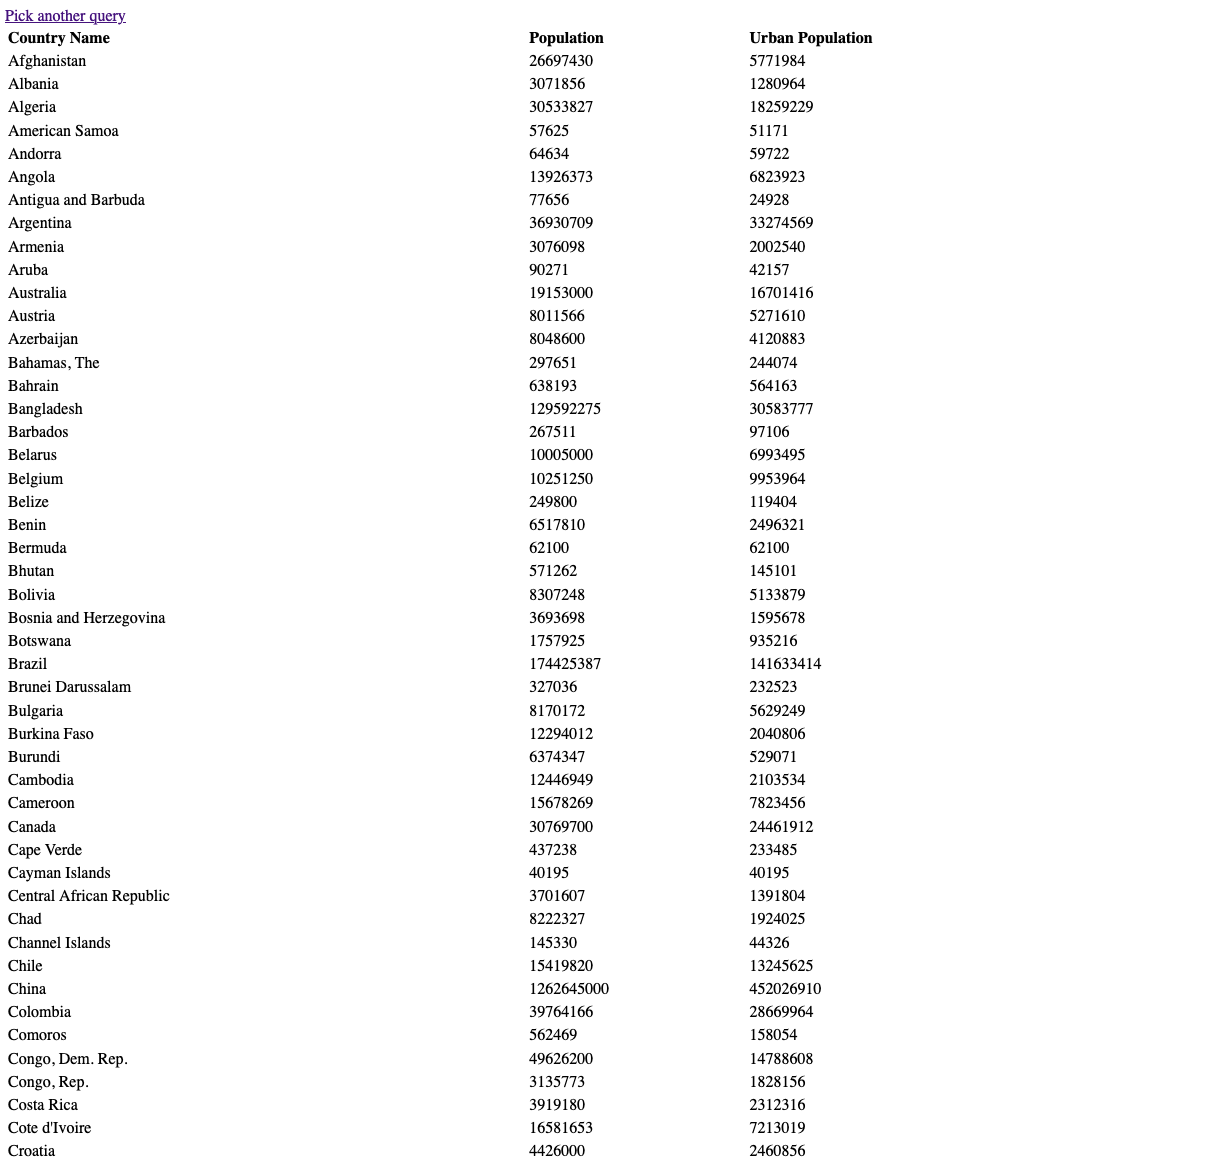 Pick another query
Country Name Population Urban Population
Afghanistan 26697430 5771984
Albania 3071856 1280964
Algeria 30533827 18259229
American Samoa 57625 51171
Andorra 64634 59722
Angola 13926373 6823923
Antigua and Barbuda 77656 24928
Argentina 36930709 33274569
Armenia 3076098 2002540
Aruba 90271 42157
Australia 19153000 16701416
Austria 8011566 5271610
Azerbaijan 8048600 4120883
Bahamas, The 297651 244074
Bahrain 638193 564163
Bangladesh 129592275 30583777
Barbados 267511 97106
Belarus 10005000 6993495
Belgium 10251250 9953964
Belize 249800 119404
Benin 6517810 2496321
Bermuda 62100 62100
Bhutan 571262 145101
Bolivia 8307248 5133879
Bosnia and Herzegovina 3693698 1595678
Botswana 1757925 935216
Brazil 174425387 141633414
Brunei Darussalam 327036 232523
Bulgaria 8170172 5629249
Burkina Faso 12294012 2040806
Burundi 6374347 529071
Cambodia 12446949 2103534
Cameroon 15678269 7823456
Canada 30769700 24461912
Cape Verde 437238 233485
Cayman Islands 40195 40195
Central African Republic 3701607 1391804
Chad 8222327 1924025
Channel Islands 145330 44326
Chile 15419820 13245625
China 1262645000 452026910
Colombia 39764166 28669964
Comoros 562469 158054
Congo, Dem. Rep. 49626200 14788608
Congo, Rep. 3135773 1828156
Costa Rica 3919180 2312316
Cote d'Ivoire 16581653 7213019
Croatia 4426000 2460856